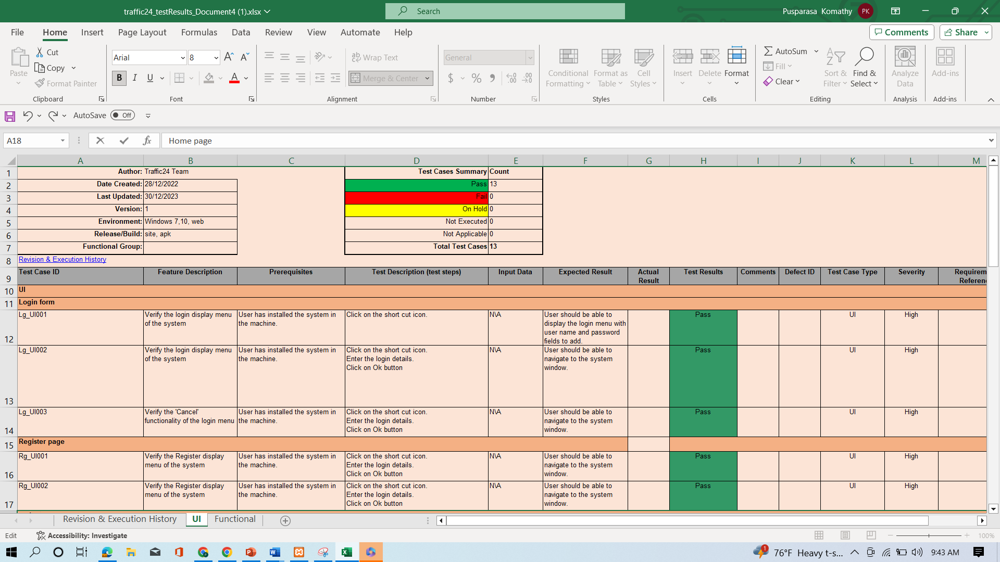 traffic24_testResults_Document4 (1).xlsx
Search
Pusparasa Komathy
PK
File Home Insert Page Layout Formulas Data Review View Automate Help
Comments
Share
Paste
Cut
Copy
Format Painter
Clipboard
Arial
8
B I U
Font
Wrap Text
Merge & Center
Alignment
General
Number
Conditional Formatting
Format as Table
Cell Styles
Styles
Insert
Delete
Format
Cells
AutoSum
Fill
Clear
Sort & Filter
Find & Select
Editing
Analyze Data
Analysis
Add-ins
Add-ins
AutoSave Off
A18
Home page
A B C D E F G H I J K L M
1 Author: Traffic24 Team Test Cases Summary Count
2 Date Created: 28/12/2022 Pass 13
3 Last Updated: 30/12/2023 Fail 0
4 Version: 1 On Hold 0
5 Environment: Windows 7,10, web Not Executed 0
6 Release/Build: site, apk Not Applicable 0
7 Functional Group: Total Test Cases 13
8 Revision & Execution History
9 Test Case ID Feature Description Prerequisites Test Description (test steps) Input Data Expected Result Actual Result Test Results Comments Defect ID Test Case Type Severity Requirem Referen
10 UI
11 Login form
12 Lg_UI001 Verify the login display menu of the system User has installed the system in the machine. Click on the short cut icon. N\A User should be able to display the login menu with user name and password fields to add. Pass UI High
13 Lg_UI002 Verify the login display menu of the system User has installed the system in the machine. Click on the short cut icon. Enter the login details. Click on Ok button N\A User should be able to navigate to the system window. Pass UI High
14 Lg_UI003 Verify the 'Cancel' functionality of the login menu User has installed the system in the machine. Click on the short cut icon. Enter the login details. Click on Ok button N\A User should be able to navigate to the system window. Pass UI High
15 Register page
16 Rg_UI001 Verify the Register display menu of the system User has installed the system in the machine. Click on the short cut icon. Enter the login details. Click on Ok button N\A User should be able to navigate to the system window. Pass UI High
17 Rg_UI002 Verify the Register display menu of the system User has installed the system in the machine. Click on the short cut icon. Enter the login details. Click on Ok button N\A User should be able to navigate to the system window. Pass UI High
Revision & Execution History UI Functional
Edit
Accessibility: Investigate
100%
1
76°F Heavy t-s...
9:43 AM